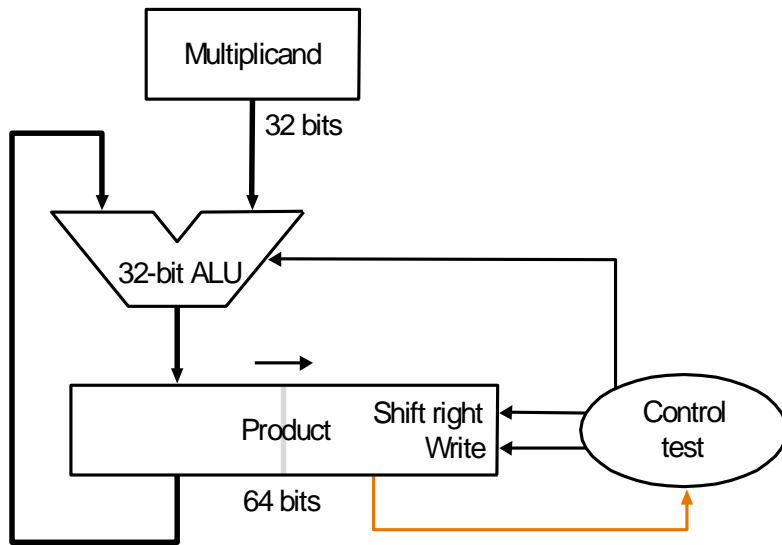 Multiplicand
32 bits
32-bit ALU
Product
Shift right
Write
64 bits
Control
test